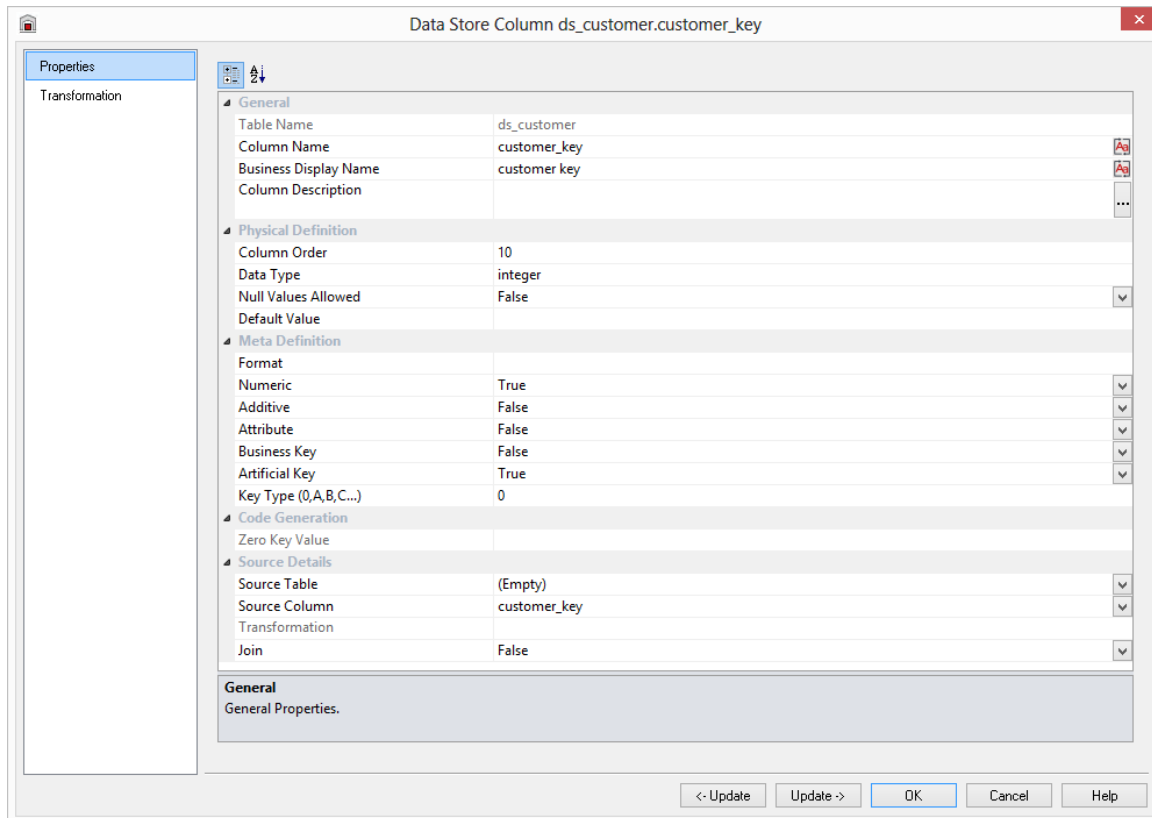 Data Store Column ds_customer.customer_key
Properties
Transformation
General
Table Name ds_customer
Column Name customer_key
Business Display Name customer key
Column Description
...
Physical Definition
Column Order 10
Data Type integer
Null Values Allowed False
Default Value
Meta Definition
Format
Numeric True
Additive False
Attribute False
Business Key False
Artificial Key True
Key Type (0,A,B,C...) 0
Code Generation
Zero Key Value
Source Details
Source Table (Empty)
Source Column customer_key
Transformation
Join False
General
General Properties.
<- Update Update -> OK Cancel Help